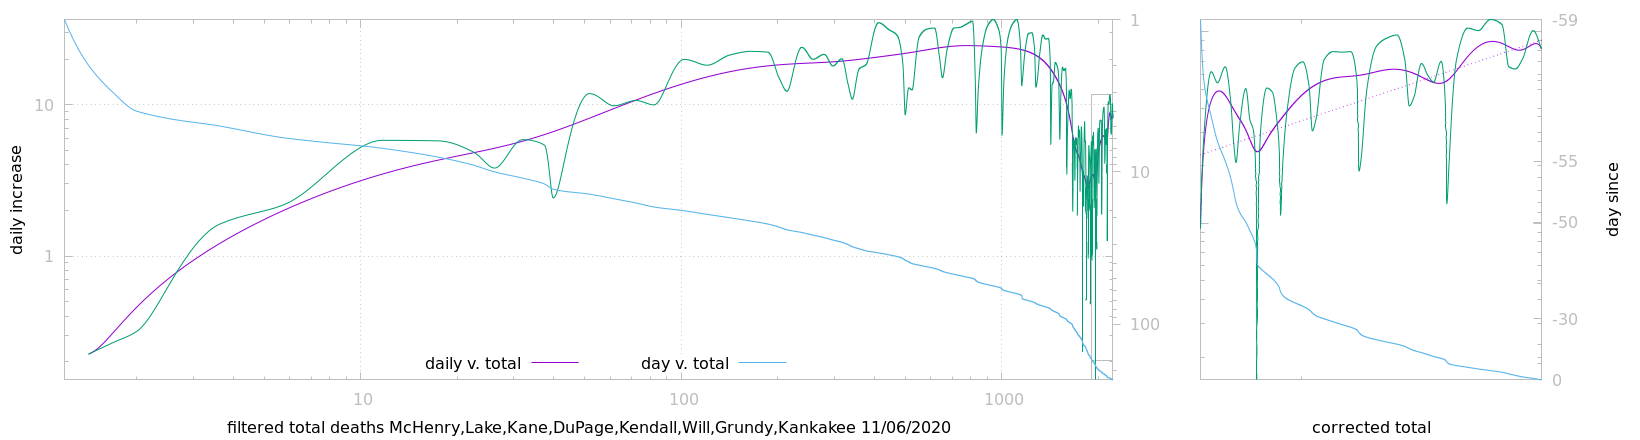 1
-59
10
-55
daily increase
10
-50
day since
1
100
-30
daily v. total
day v. total
0
10
100
1000
filtered total deaths McHenry,Lake,Kane,DuPage,Kendall,Will,Grundy,Kankakee 11/06/2020
corrected total